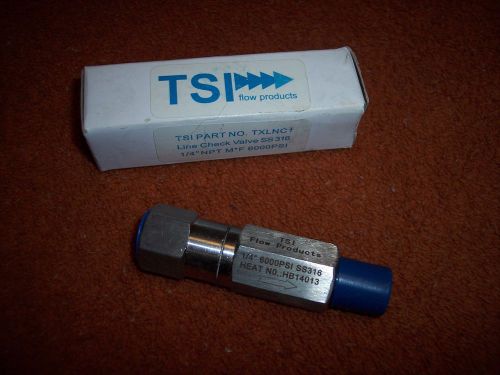 TSI
flow products
TSI PART NO. TXLNC1
Line Check Valve SS316
1/4" NPT M*F 6000PSI
TSI
Flow Products
1/4" 6000PSI SS316
HEAT NO.:HB14013